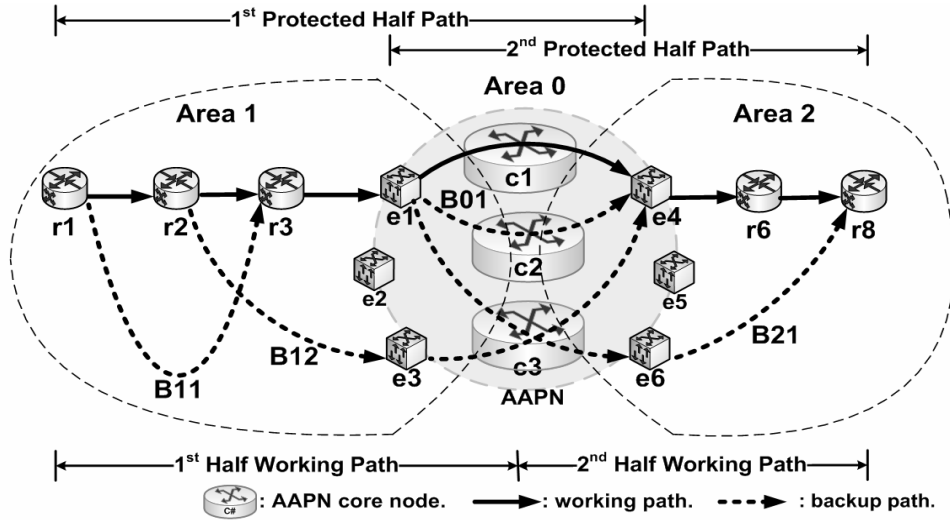 1st Protected Half Path
2nd Protected Half Path
Area 0
Area 1
Area 2
c1
r1
r2
r3
e1
B01
e4
r6
r8
c2
e2
e5
B11
B12
e3
c3
e6
B21
AAPN
1st Half Working Path
2nd Half Working Path
C#
: AAPN core node.
: working path.
: backup path.